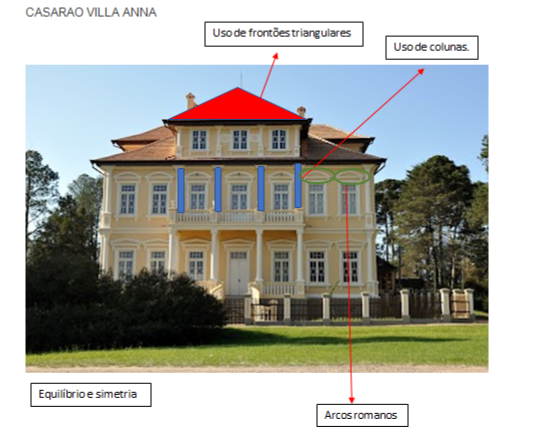 CASARAO VILLA ANNA
Uso de frontões triangulares
Uso de colunas.
Equilíbrio e simetria
Arcos romanos